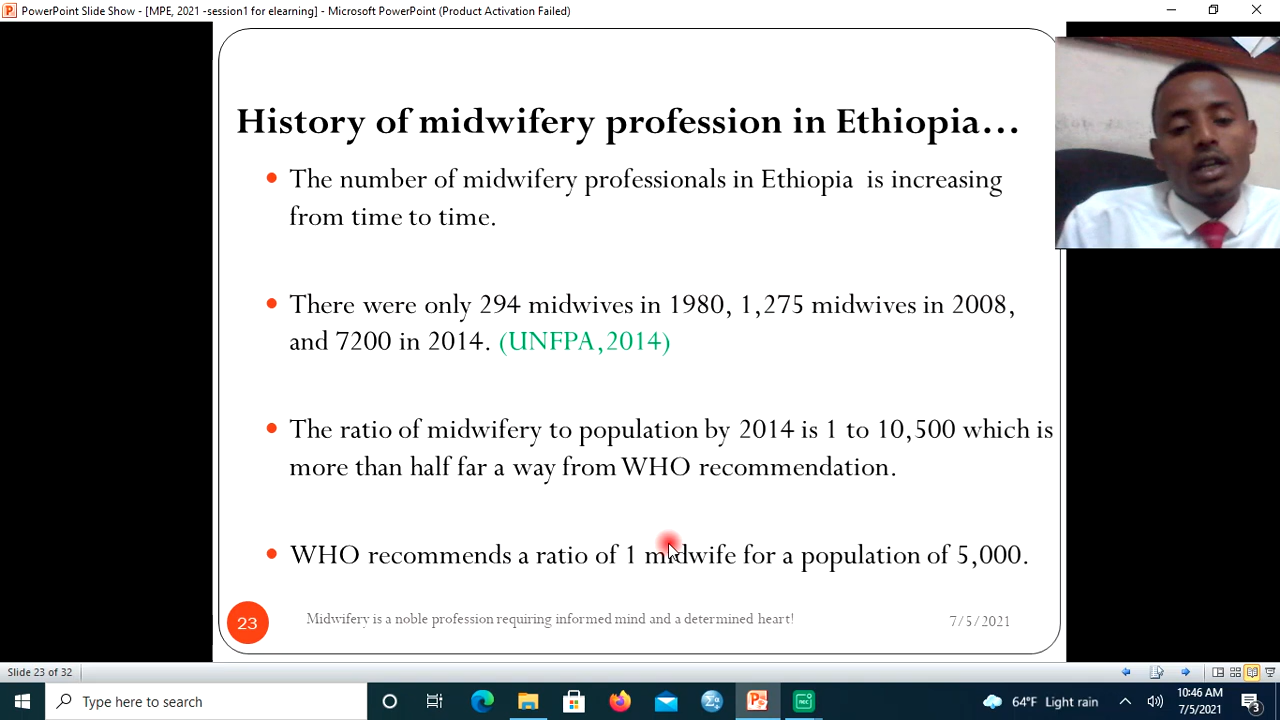 PowerPoint Slide Show - [MPE, 2021 -session1 for elearning] - Microsoft PowerPoint (Product Activation Failed)
History of midwifery profession in Ethiopia…
• The number of midwifery professionals in Ethiopia is increasing
from time to time.
• There were only 294 midwives in 1980, 1,275 midwives in 2008,
and 7200 in 2014. (UNFPA,2014)
• The ratio of midwifery to population by 2014 is 1 to 10,500 which is
more than half far a way from WHO recommendation.
• WHO recommends a ratio of 1 midwife for a population of 5,000.
23
Midwifery is a noble profession requiring informed mind and a determined heart!
7/5/2021
Slide 23 of 32
Type here to search
64°F Light rain
10:46 AM
7/5/2021
3